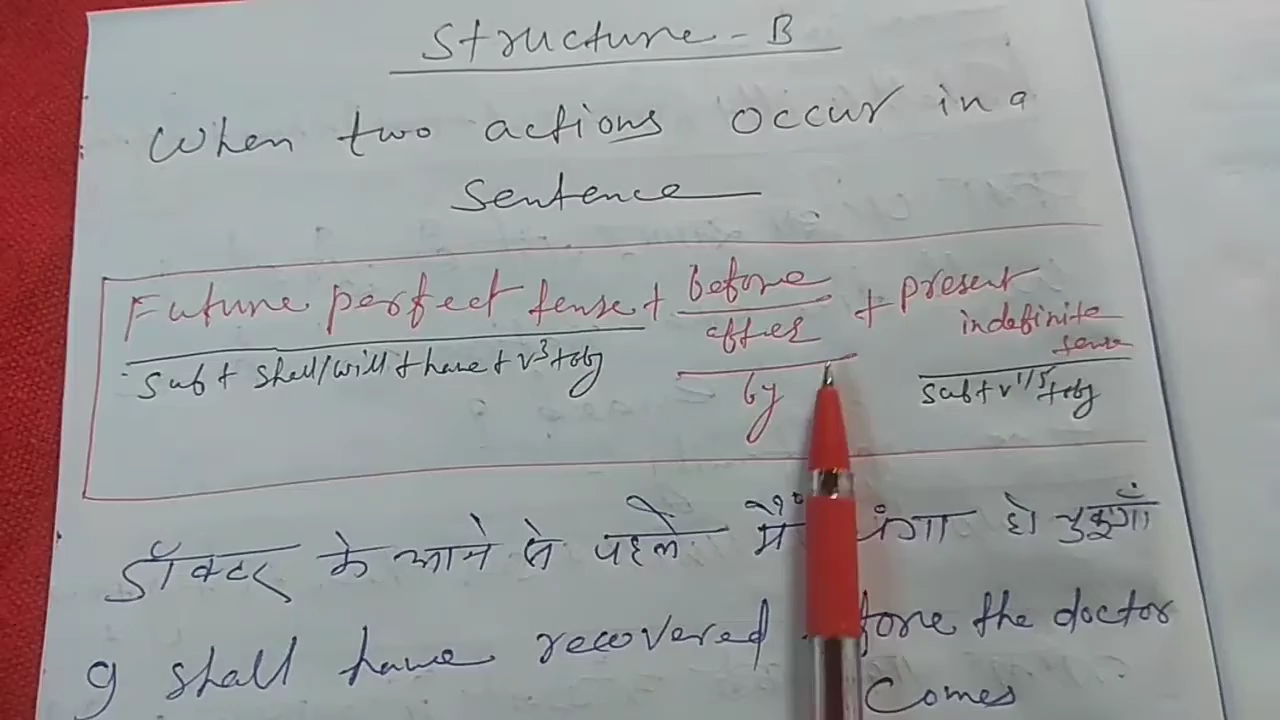 Structure - B
When two actions occur in a
sentence
Future perfect tense + before + present
after indefinite
tense
sub + shall/will + have + v3 + obj by sub + v1/5 + obj
डॉक्टर के आने से पहले मैं चंगा हो चुकूंगा
I shall have recovered the doctor
comes